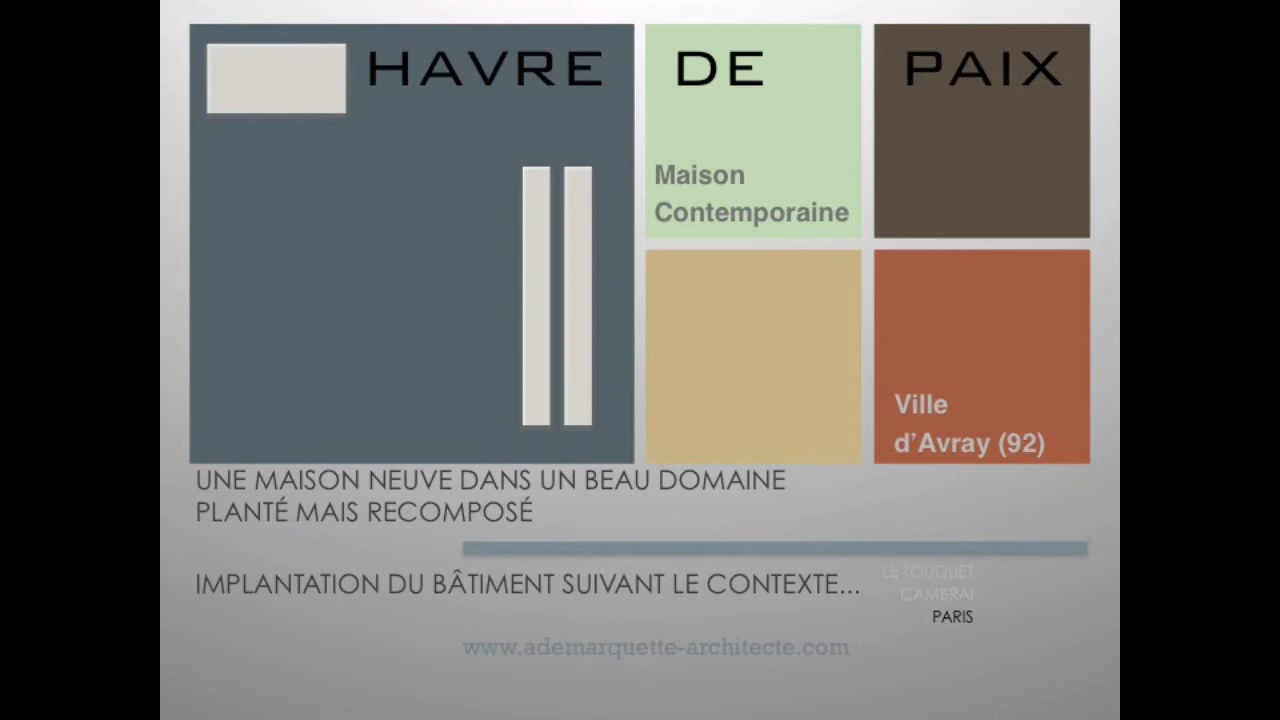 HAVRE DE PAIX
Maison
Contemporaine
Ville
d’Avray (92)
UNE MAISON NEUVE DANS UN BEAU DOMAINE
PLANTÉ MAIS RECOMPOSÉ
IMPLANTATION DU BÂTIMENT SUIVANT LE CONTEXTE...
LE TOUQUET
CAMBRAI
PARIS
www.ademarquette-architecte.com